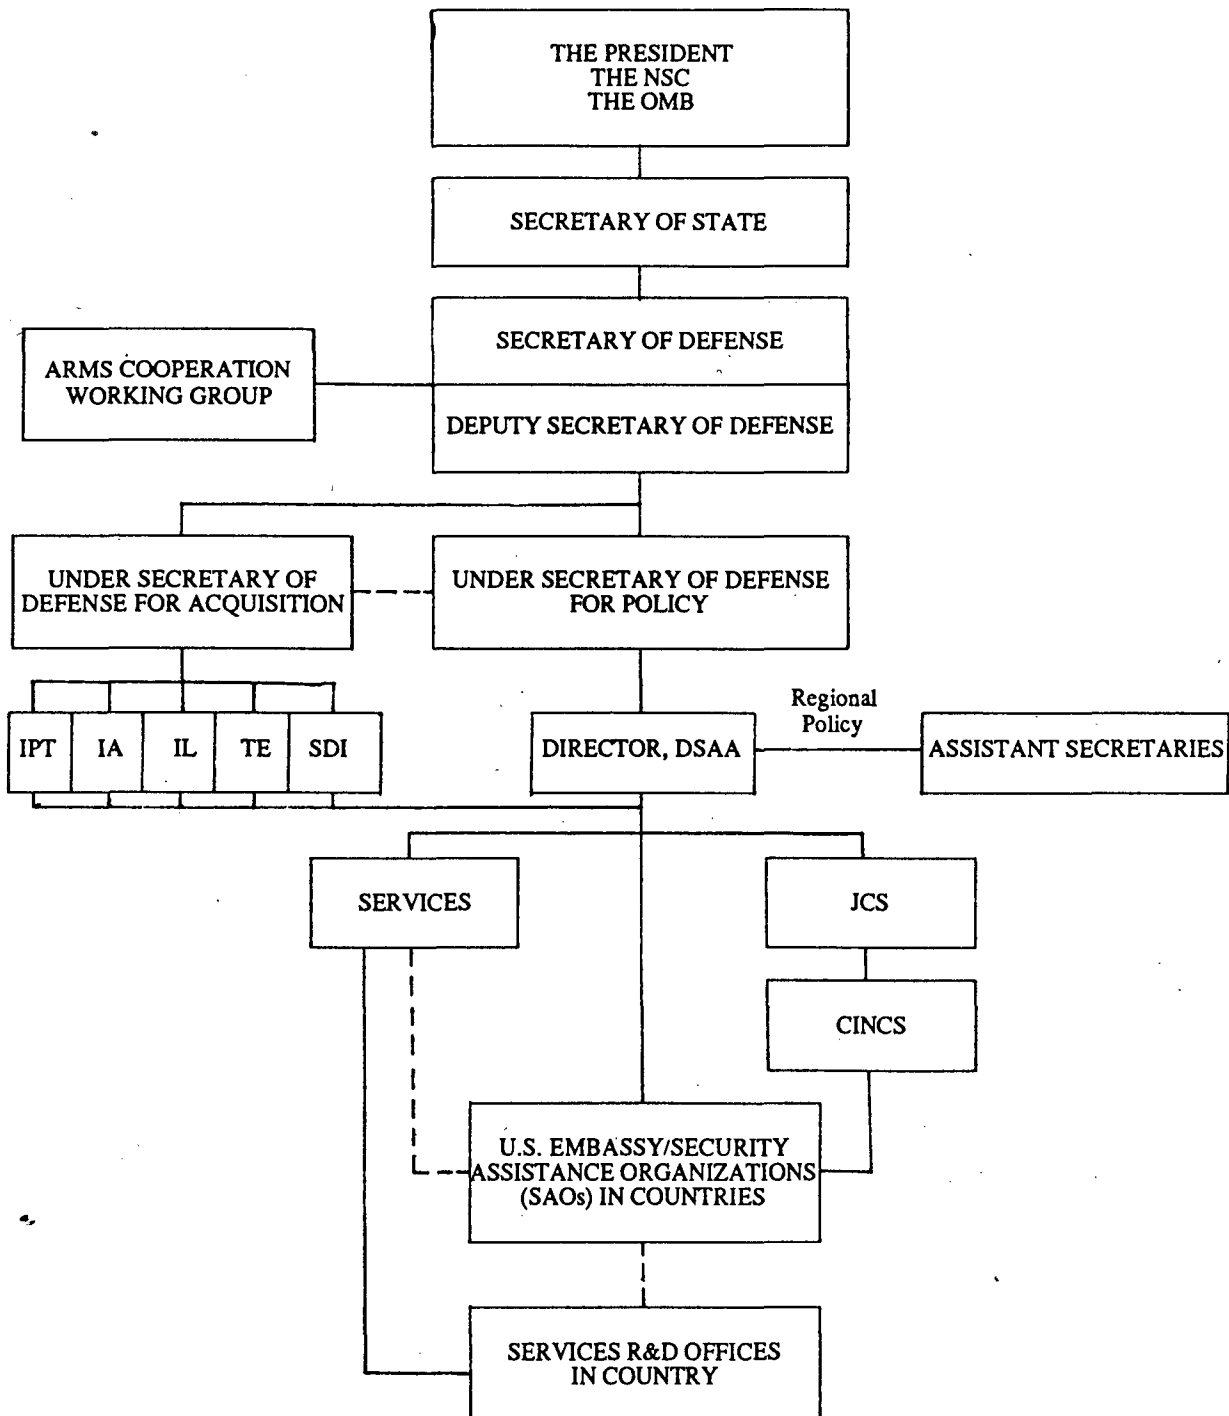 THE PRESIDENT
THE NSC
THE OMB
SECRETARY OF STATE
SECRETARY OF DEFENSE
ARMS COOPERATION
WORKING GROUP
DEPUTY SECRETARY OF DEFENSE
UNDER SECRETARY OF
DEFENSE FOR ACQUISITION
UNDER SECRETARY OF DEFENSE
FOR POLICY
IPT
IA
IL
TE
SDI
DIRECTOR, DSAA
Regional
Policy
ASSISTANT SECRETARIES
SERVICES
JCS
CINCS
U.S. EMBASSY/SECURITY
ASSISTANCE ORGANIZATIONS
(SAOs) IN COUNTRIES
SERVICES R&D OFFICES
IN COUNTRY